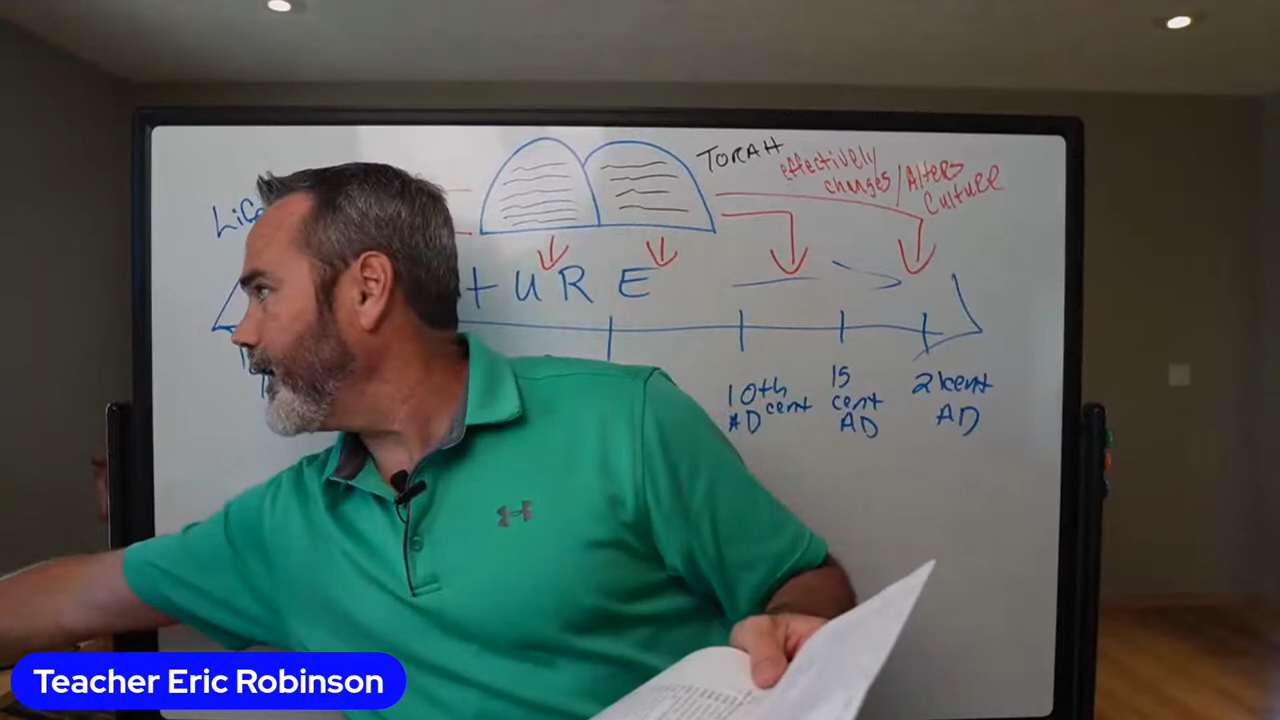 TORAH
effectively
changes/Alters
Culture
tURE
10th
cent
AD
15
cent
AD
21cent
AD
Teacher Eric Robinson